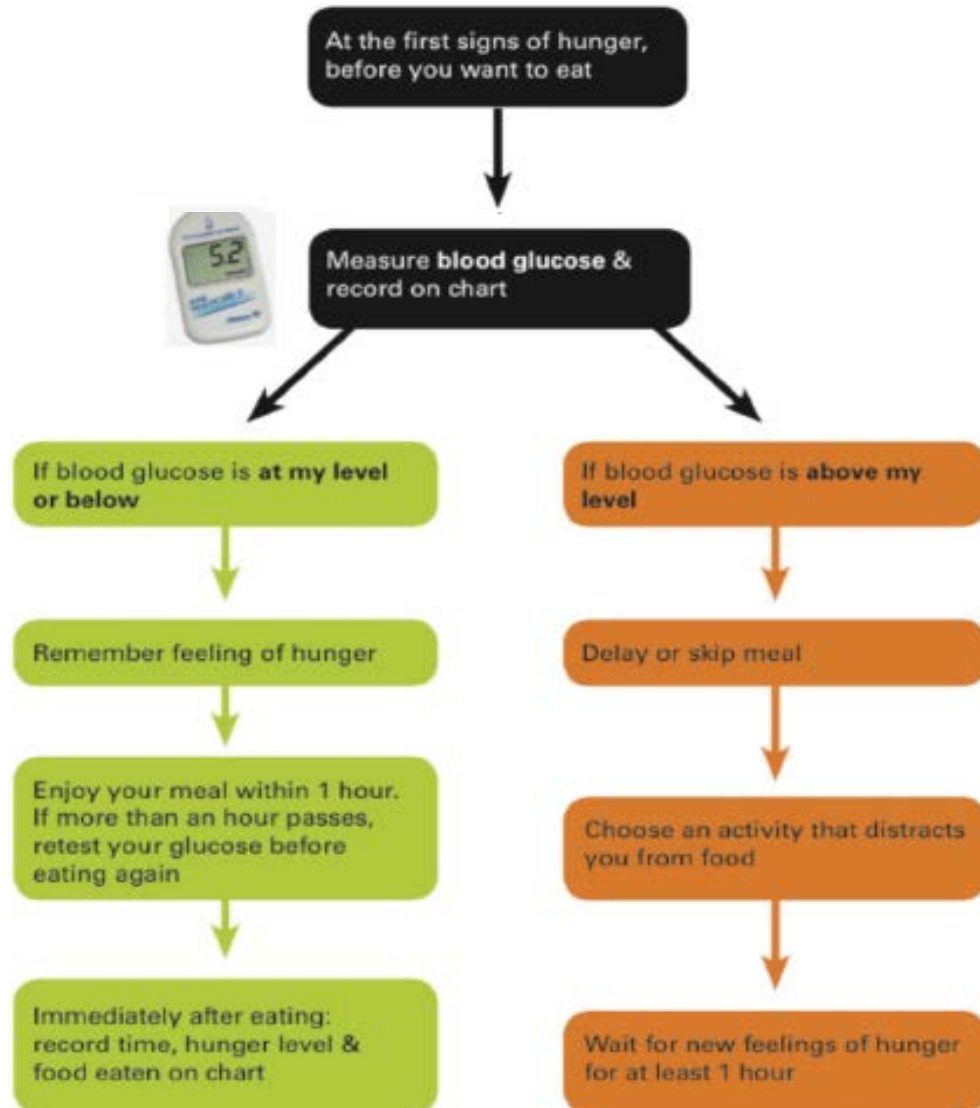 At the first signs of hunger,
before you want to eat
5.2
Measure blood glucose &
record on chart
If blood glucose is at my level
or below
Remember feeling of hunger
Enjoy your meal within 1 hour.
If more than an hour passes,
retest your glucose before
eating again
Immediately after eating:
record time, hunger level &
food eaten on chart
If blood glucose is above my
level
Delay or skip meal
Choose an activity that distracts
you from food
Wait for new feelings of hunger
for at least 1 hour